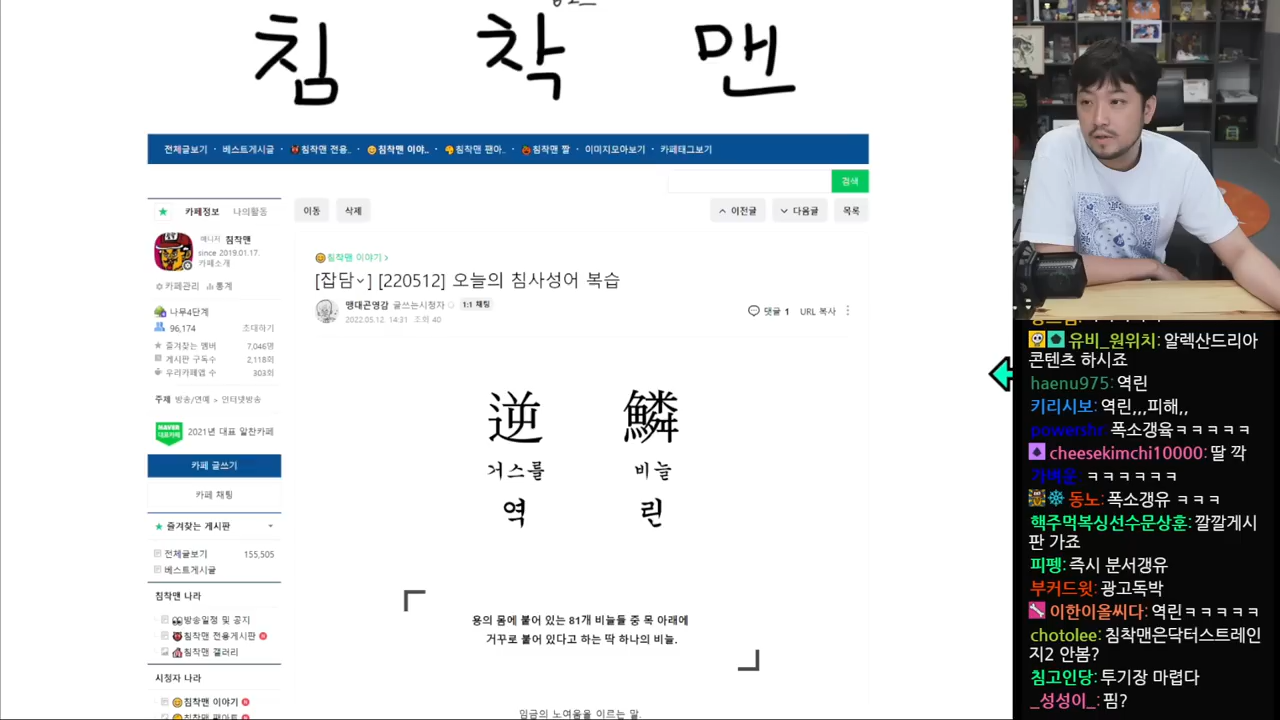 침 착 맨
전체글보기 · 베스트게시글 · 침착맨 전용.. · 침착맨 이야.. · 침착맨 팬아.. · 침착맨 짤 · 이미지모아보기 · 카페태그보기
검색
카페정보 나의활동
이동 삭제
이전글 다음글 목록
매니저 침착맨
since 2019.01.17.
카페소개
카페관리 통계
나무4단계
96,174 초대하기
즐겨찾는 멤버 7,046명
게시판 구독수 2,118회
우리카페앱 수 303회
주제 방송/연예 > 인터넷방송
NAVER 대표카페 2021년 대표 알찬카페
카페 글쓰기
카페 채팅
즐겨찾는 게시판
전체글보기 155,505
베스트게시글
침착맨 나라
방송일정 및 공지
침착맨 전용게시판
침착맨 갤러리
시청자 나라
침착맨 이야기
침착맨 팬아트
침착맨 이야기 >
[잡담] [220512] 오늘의 침사성어 복습
맹대곤영감 글쓰는시청자 1:1 채팅
2022.05.12. 14:31 조회 40
댓글 1 URL 복사
逆 鱗
거스를 비늘
역 린
용의 몸에 붙어 있는 81개 비늘들 중 목 아래에
거꾸로 붙어 있다고 하는 딱 하나의 비늘.
임금의 노여움을 이르는 말.
유비_원위치: 알렉산드리아
콘텐츠 하시죠
haenu975: 역린
키리시보: 역린,,,피해,,
powershr: 폭소갱육ㅋㅋㅋㅋㅋ
cheesekimchi10000: 딸 깍
가벼운: ㅋㅋㅋㅋㅋㅋ
동노: 폭소갱유 ㅋㅋㅋ
핵주먹복싱선수문상훈: 깔깔게시
판 가죠
피펭: 즉시 분서갱유
부커드윗: 광고독박
이한이올씨다: 역린ㅋㅋㅋㅋㅋ
chotolee: 침착맨은닥터스트레인
지2 안봄?
침고인당: 투기장 마렵다
_성성이_: 핌?